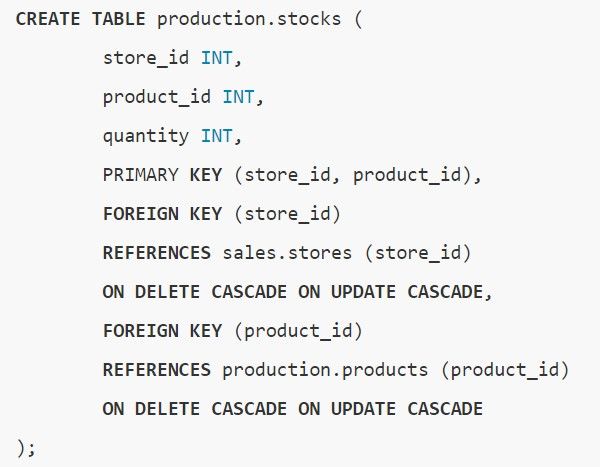 CREATE TABLE production.stocks (
store_id INT,
product_id INT,
quantity INT,
PRIMARY KEY (store_id, product_id),
FOREIGN KEY (store_id)
REFERENCES sales.stores (store_id)
ON DELETE CASCADE ON UPDATE CASCADE,
FOREIGN KEY (product_id)
REFERENCES production.products (product_id)
ON DELETE CASCADE ON UPDATE CASCADE
);